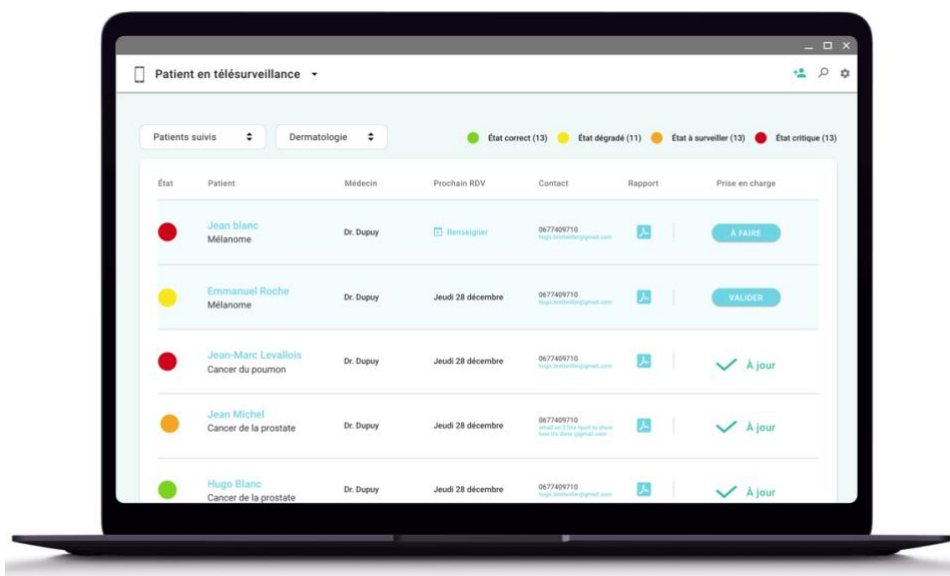 Patient en télésurveillance
Patients suivis
Dermatologie
État correct (13)
État dégradé (11)
État à surveiller (13)
État critique (13)
État Patient Médecin Prochain RDV Contact Rapport Prise en charge
Jean blanc
Mélanome
Dr. Dupuy
Renseigner
0677409710
À FAIRE
Emmanuel Roche
Mélanome
Dr. Dupuy
Jeudi 28 décembre
0677409710
VALIDER
Jean-Marc Levallois
Cancer du poumon
Dr. Dupuy
Jeudi 28 décembre
0677409710
À jour
Jean Michel
Cancer de la prostate
Dr. Dupuy
Jeudi 28 décembre
0677409710
À jour
Hugo Blanc
Cancer de la prostate
Dr. Dupuy
Jeudi 28 décembre
0677409710
À jour